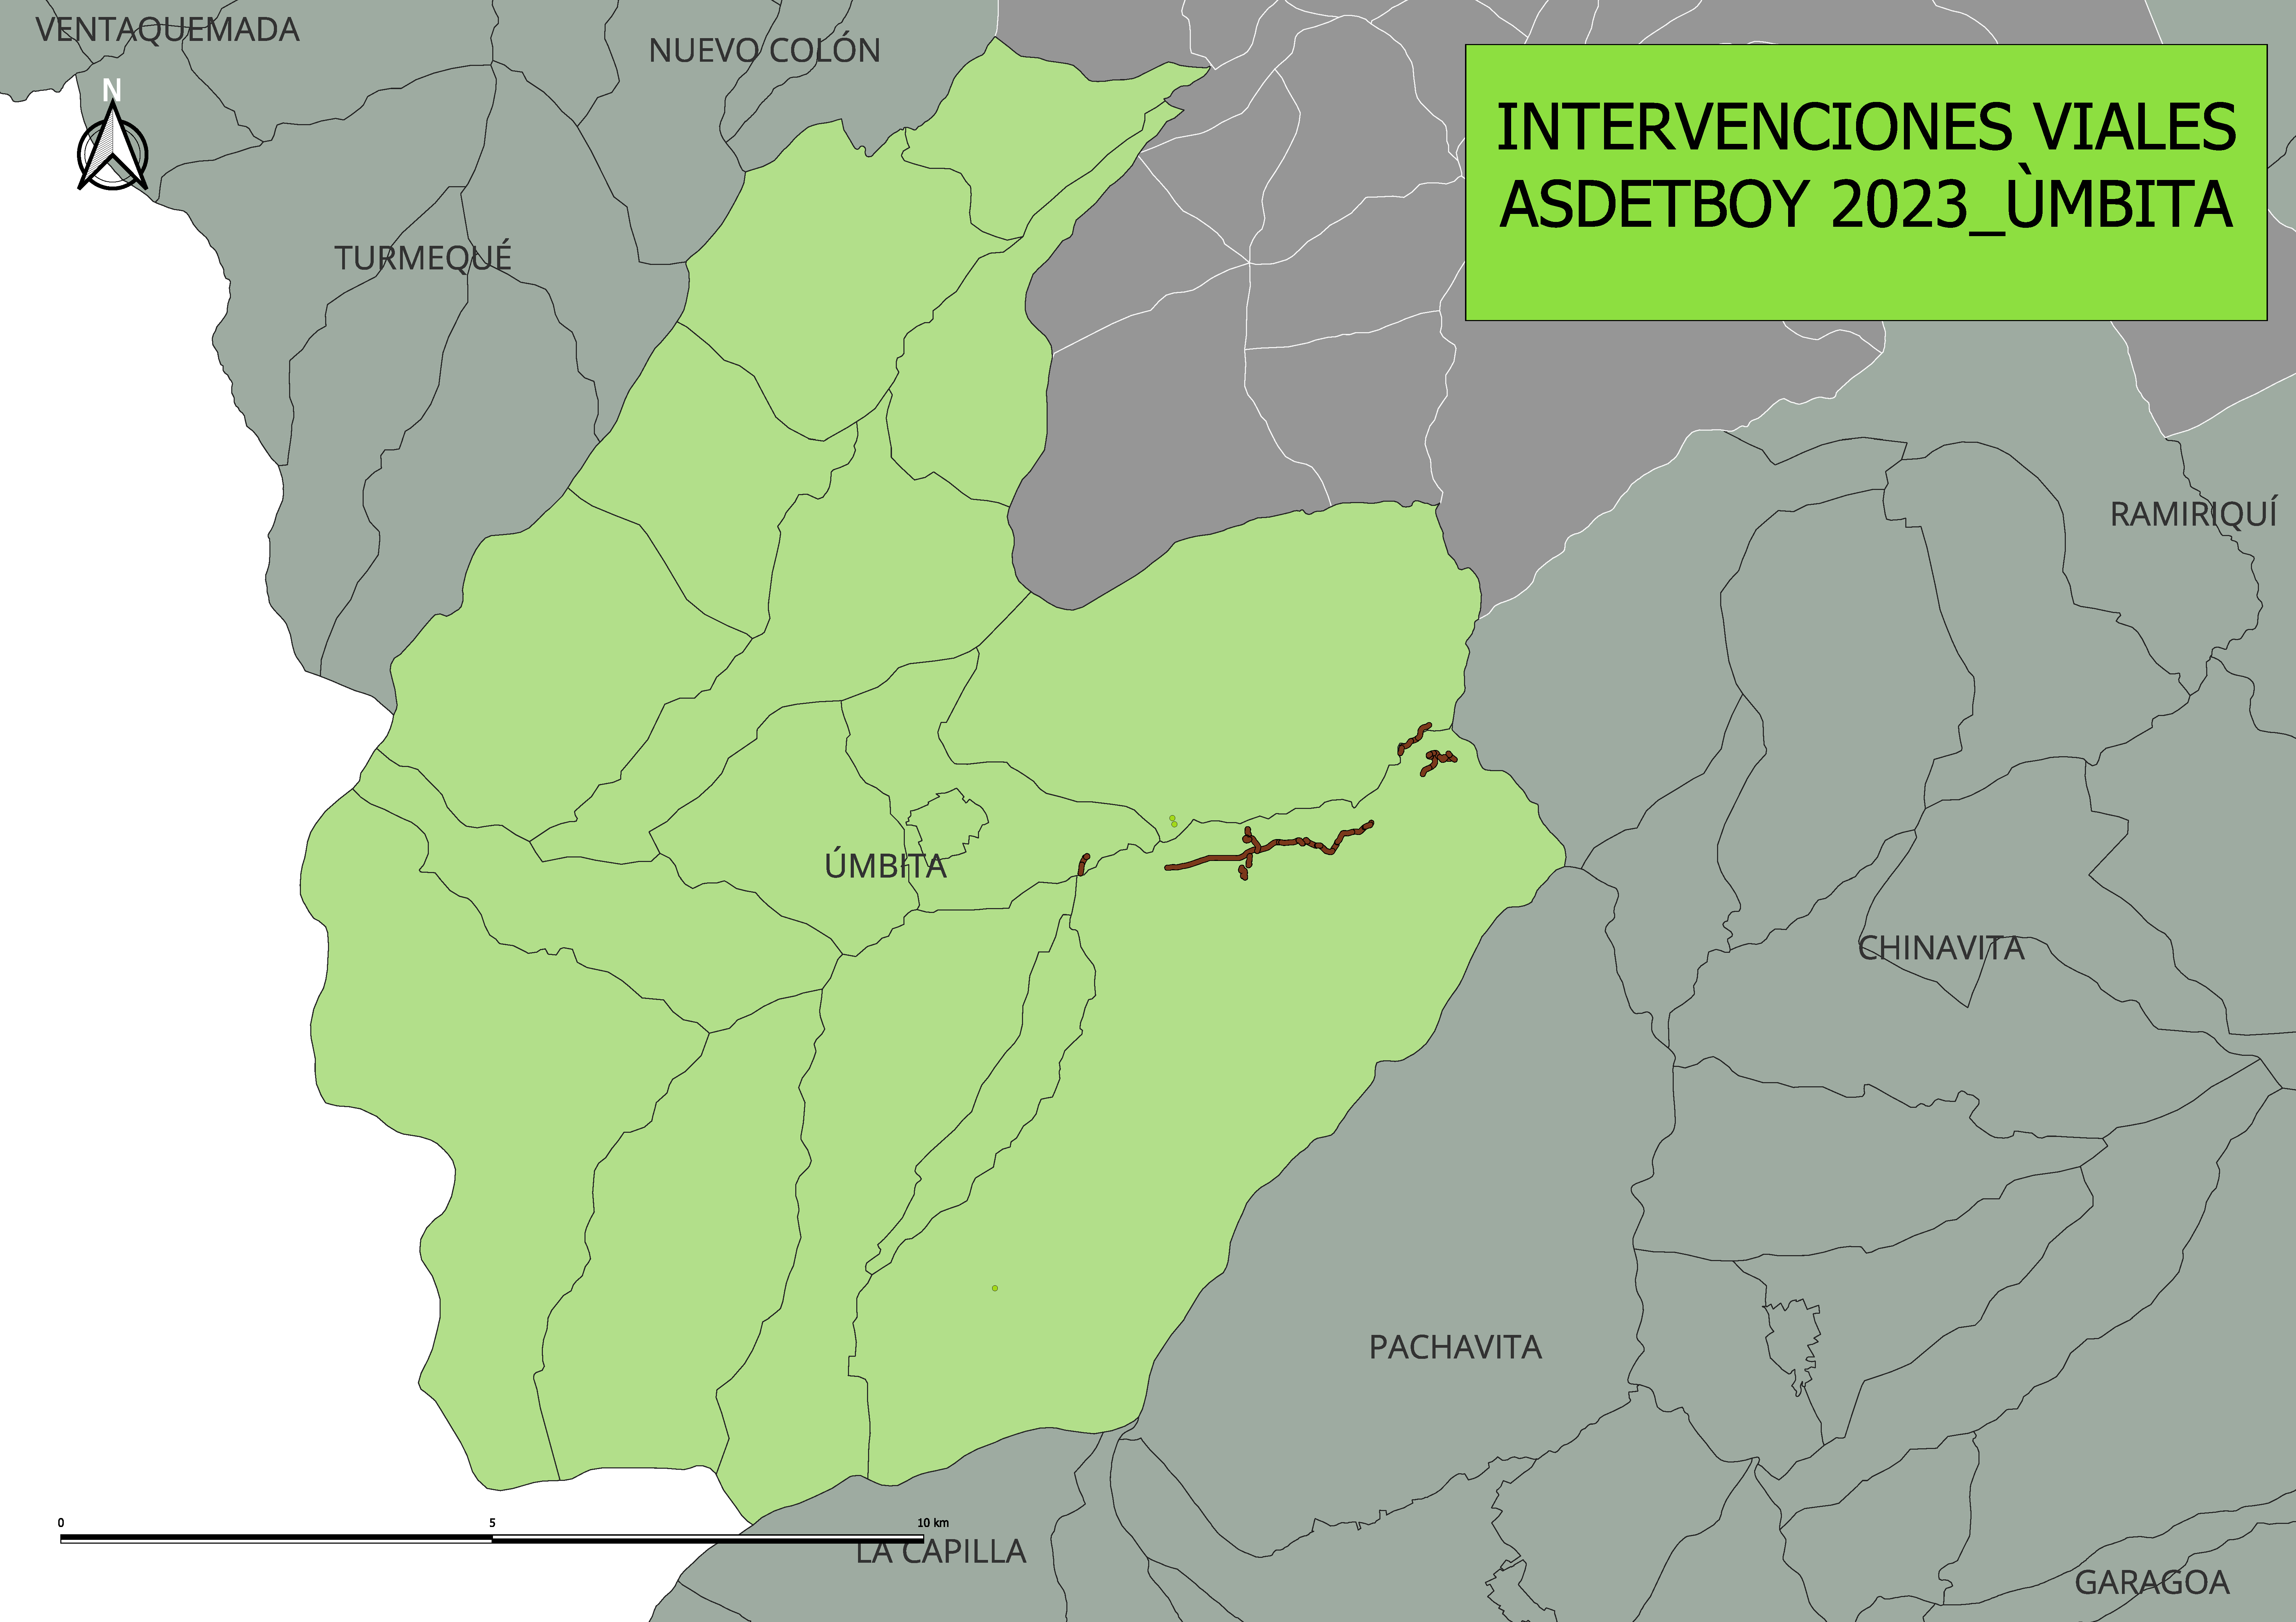 VENTAQUEMADA
NUEVO COLÓN
N
INTERVENCIONES VIALES
ASDETBOY 2023_ÙMBITA
TURMEQUÉ
RAMIRIQUÍ
ÚMBITA
CHINAVITA
PACHAVITA
0 5 10 km
LA CAPILLA
GARAGOA